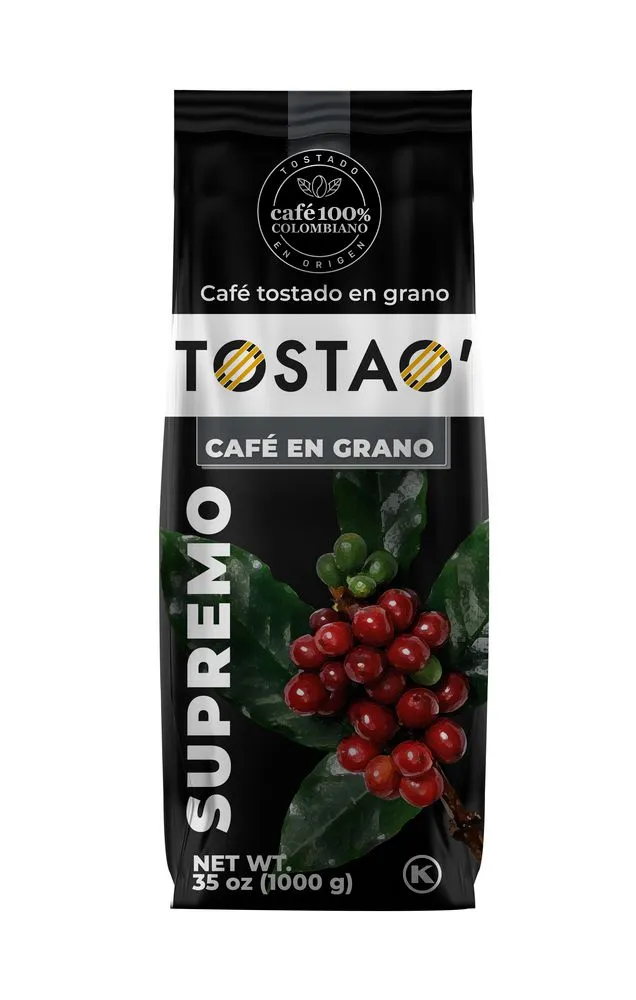 TOSTADO
café 100%
COLOMBIANO
EN ORIGEN
Café tostado en grano
TOSTAO'
CAFÉ EN GRANO
SUPREMO
NET WT.
35 oz (1000 g)
K